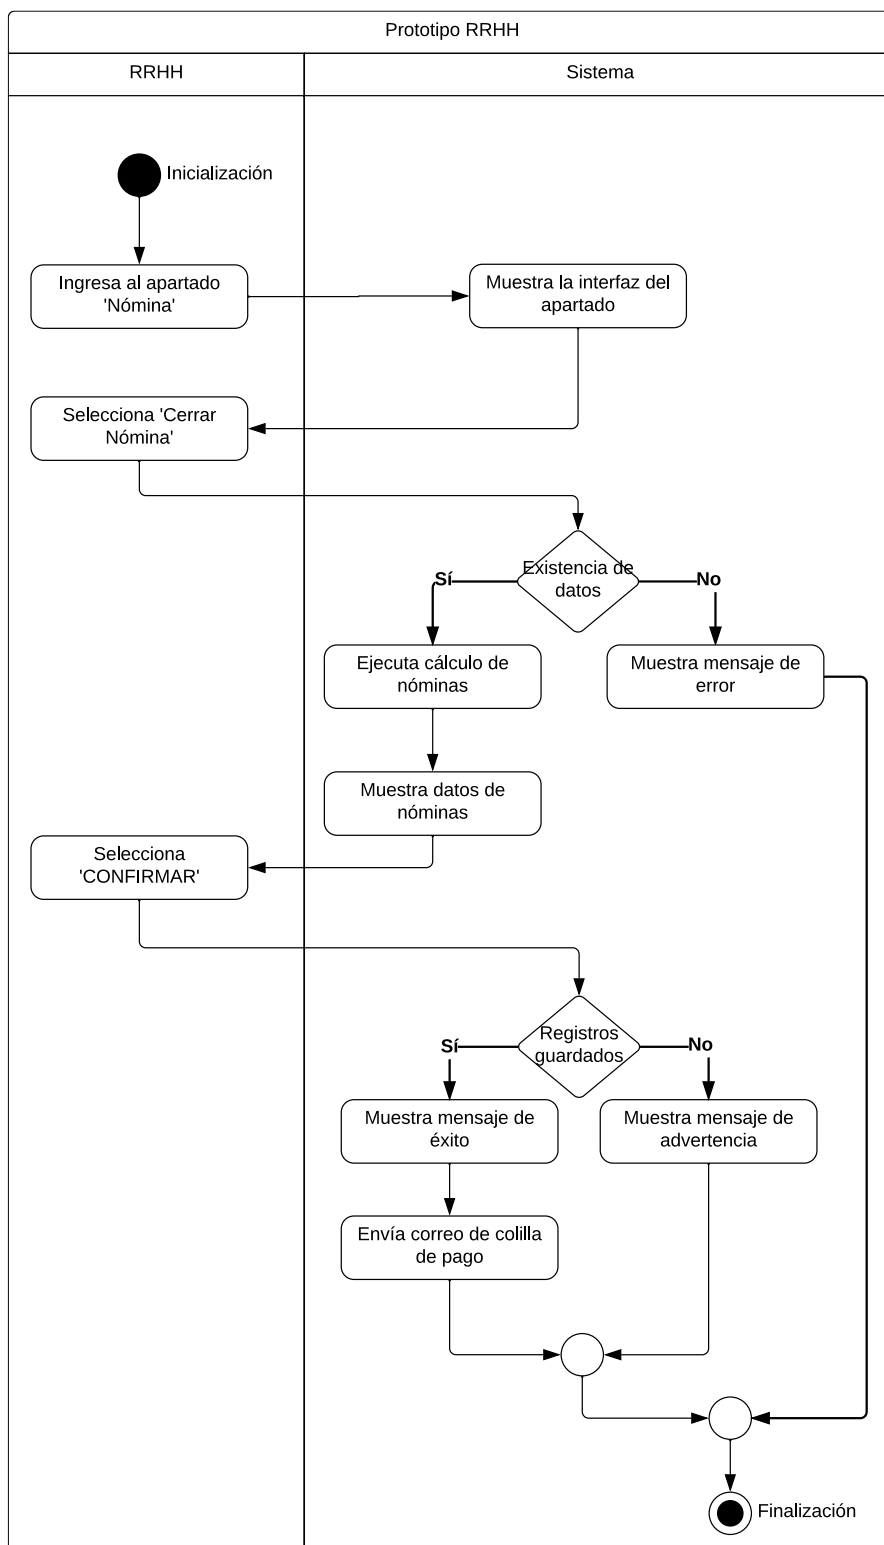 Prototipo RRHH
RRHH
Sistema
Inicialización
Ingresa al apartado
'Nómina'
Muestra la interfaz del
apartado
Selecciona 'Cerrar
Nómina'
Existencia de
datos
Sí
No
Ejecuta cálculo de
nóminas
Muestra mensaje de
error
Muestra datos de
nóminas
Selecciona
'CONFIRMAR'
Registros
guardados
Sí
No
Muestra mensaje de
éxito
Muestra mensaje de
advertencia
Envía correo de colilla
de pago
Finalización